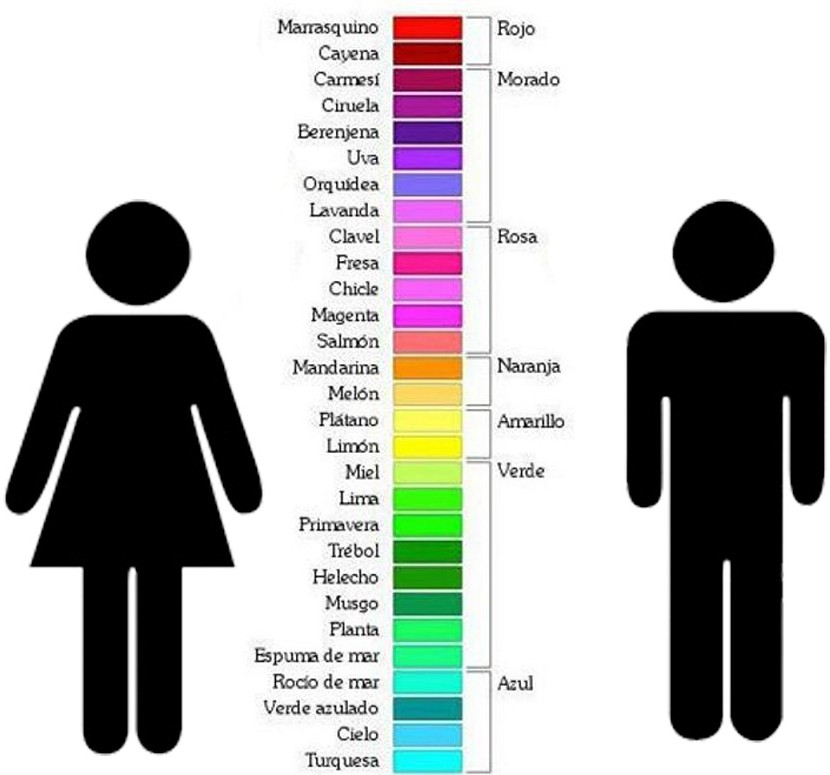 Marrasquino Rojo
Cayena
Carmesí Morado
Ciruela
Berenjena
Uva
Orquídea
Lavanda
Clavel Rosa
Fresa
Chicle
Magenta
Salmón
Mandarina Naranja
Melón
Plátano Amarillo
Limón
Miel Verde
Lima
Primavera
Trébol
Helecho
Musgo
Planta
Espuma de mar
Rocío de mar Azul
Verde azulado
Cielo
Turquesa